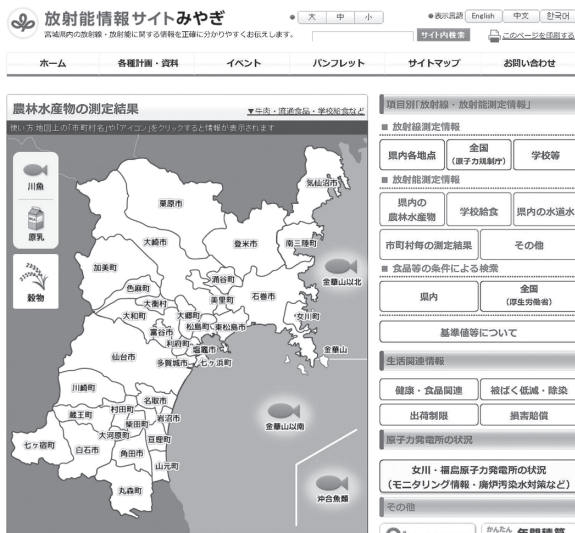 放射能情報サイトみやぎ
宮城県内の放射線・放射能に関する情報を正確に分かりやすくお伝えします。
大 中 小
●表示言語 English 中文 한국어
サイト内検索
このページを印刷する
ホーム 各種計画・資料 イベント パンフレット サイトマップ お問い合わせ
農林水産物の測定結果
▼牛肉・流通食品・学校給食など
使い方:地図上の「市町村名」や「アイコン」をクリックすると情報が表示されます
川魚
原乳
穀物
気仙沼市
栗原市
大崎市
登米市
南三陸町
加美町
涌谷町
金華山以北
色麻町
美里町
石巻市
大衡村
大和町
大郷町
女川町
松島町
東松島市
富谷市
利府町
塩竈市
仙台市
多賀城市
七ヶ浜町
金華山
川崎町
名取市
村田町
岩沼市
蔵王町
柴田町
金華山以南
大河原町
亘理町
七ヶ宿町
白石市
角田市
山元町
丸森町
沖合魚類
項目別「放射線・放射能測定情報」
■ 放射線測定情報
県内各地点
全国
(原子力規制庁)
学校等
■ 放射能測定情報
県内の
農林水産物
学校給食
県内の水道水
市町村毎の測定結果
その他
■ 食品等の条件による検索
県内
全国
(厚生労働省)
基準値等について
生活関連情報
健康・食品関連
被ばく低減・除染
出荷制限
損害賠償
原子力発電所の状況
女川・福島原子力発電所の状況
(モニタリング情報・廃炉汚染水対策など)
その他
かんたん
年間積算